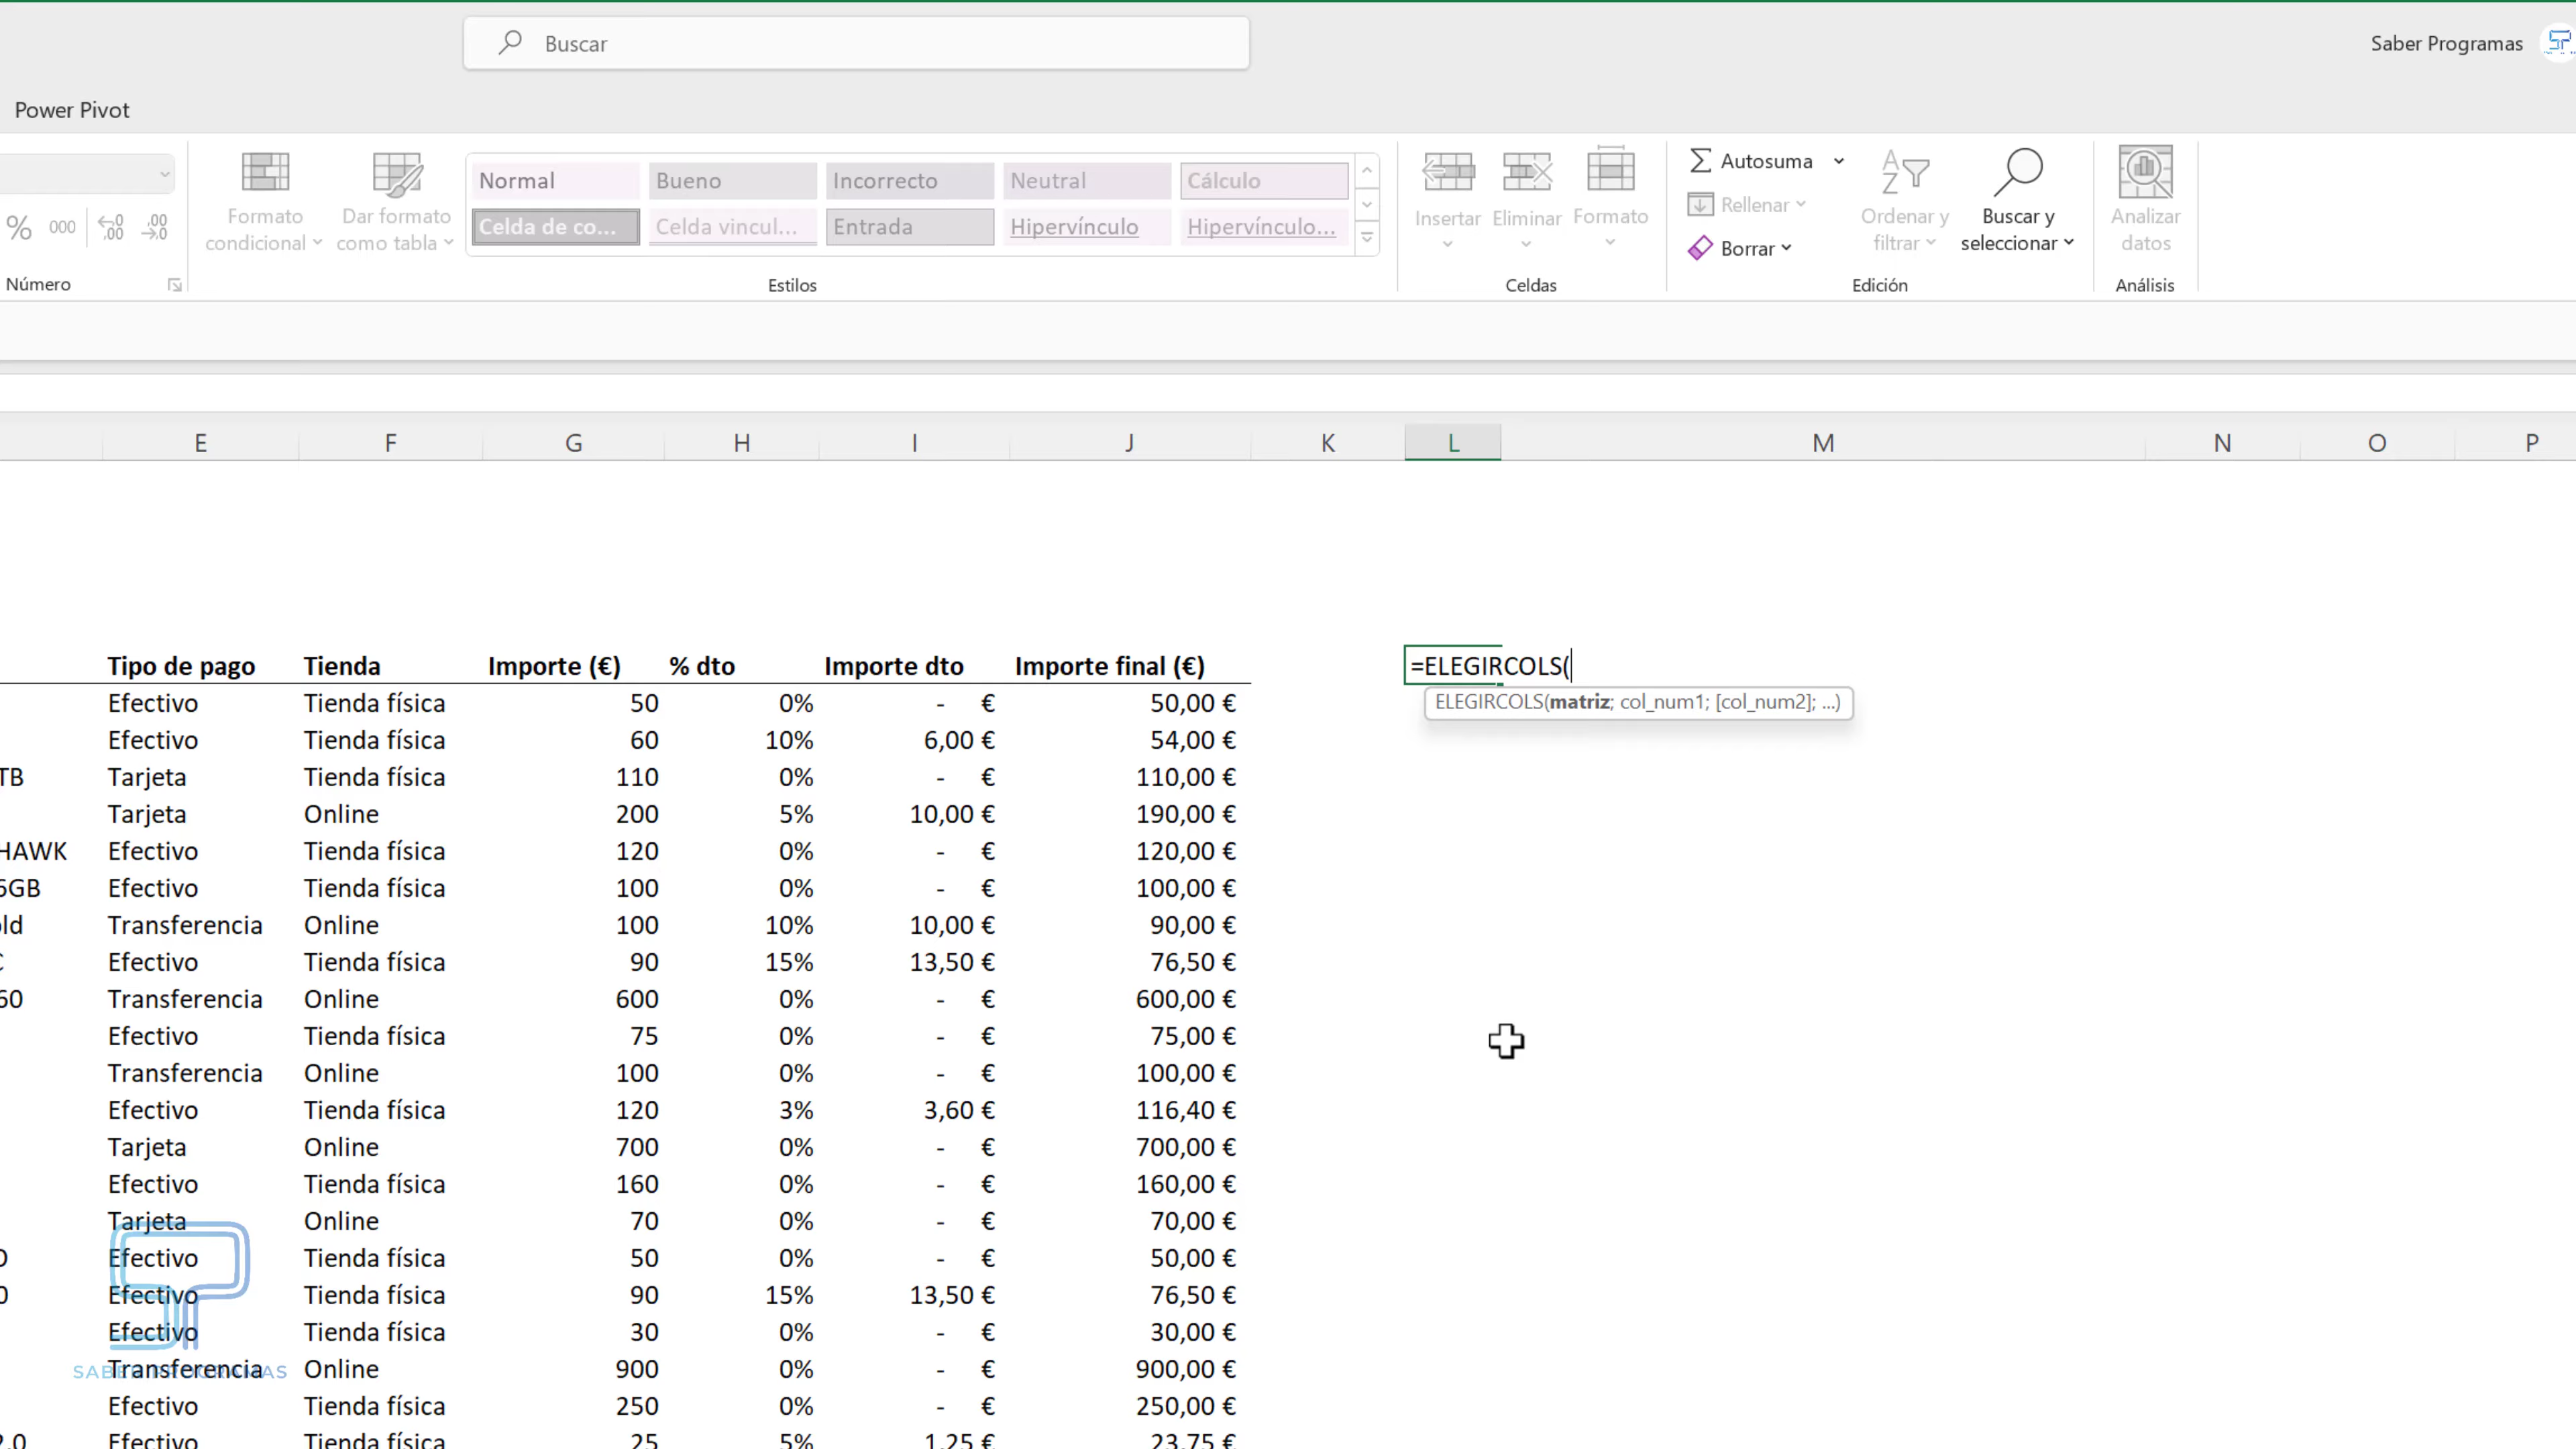 Buscar
Saber Programas
Power Pivot
Formato condicional
Dar formato como tabla
Normal Bueno Incorrecto Neutral Cálculo
Celda de co... Celda vincul... Entrada Hipervínculo Hipervínculo...
Insertar Eliminar Formato
Autosuma
Rellenar
Borrar
Ordenar y filtrar
Buscar y seleccionar
Analizar datos
% 000
Número Estilos Celdas Edición Análisis
E F G H I J K L M N O P
Tipo de pago Tienda Importe (€) % dto Importe dto Importe final (€) =ELEGIRCOLS(
ELEGIRCOLS(matriz; col_num1; [col_num2]; ...)
Efectivo Tienda física 50 0% - € 50,00 €
Efectivo Tienda física 60 10% 6,00 € 54,00 €
TB Tarjeta Tienda física 110 0% - € 110,00 €
Tarjeta Online 200 5% 10,00 € 190,00 €
HAWK Efectivo Tienda física 120 0% - € 120,00 €
6GB Efectivo Tienda física 100 0% - € 100,00 €
old Transferencia Online 100 10% 10,00 € 90,00 €
Efectivo Tienda física 90 15% 13,50 € 76,50 €
60 Transferencia Online 600 0% - € 600,00 €
Efectivo Tienda física 75 0% - € 75,00 €
Transferencia Online 100 0% - € 100,00 €
Efectivo Tienda física 120 3% 3,60 € 116,40 €
Tarjeta Online 700 0% - € 700,00 €
Efectivo Tienda física 160 0% - € 160,00 €
Tarjeta Online 70 0% - € 70,00 €
Efectivo Tienda física 50 0% - € 50,00 €
0 Efectivo Tienda física 90 15% 13,50 € 76,50 €
Efectivo Tienda física 30 0% - € 30,00 €
Transferencia Online 900 0% - € 900,00 €
SABER PROGRAMAS
Efectivo Tienda física 250 0% - € 250,00 €
2.0 Efectivo Tienda física 25 5% 1,25 € 23,75 €